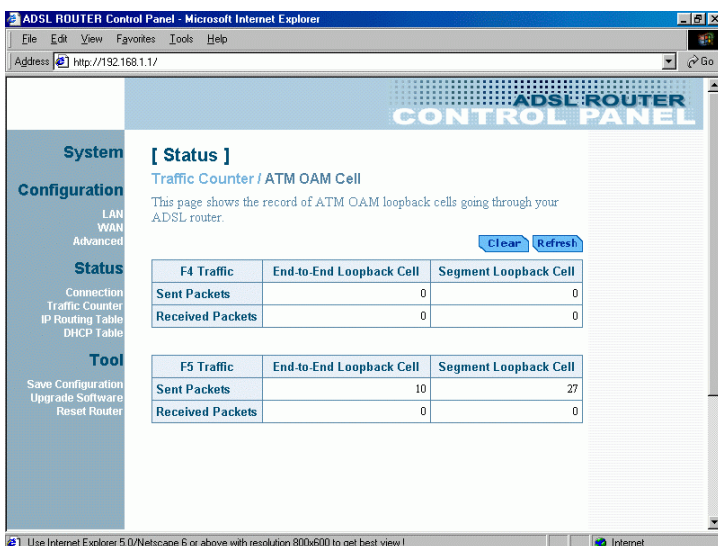 ADSL ROUTER Control Panel - Microsoft Internet Explorer
File Edit View Favorites Tools Help
Address http://192.168.1.1/ Go
ADSL ROUTER
CONTROL PANEL
System
Configuration
LAN
WAN
Advanced
Status
Connection
Traffic Counter
IP Routing Table
DHCP Table
Tool
Save Configuration
Upgrade Software
Reset Router
[ Status ]
Traffic Counter / ATM OAM Cell
This page shows the record of ATM OAM loopback cells going through your
ADSL router.
Clear Refresh
F4 Traffic End-to-End Loopback Cell Segment Loopback Cell
Sent Packets 0 0
Received Packets 0 0
F5 Traffic End-to-End Loopback Cell Segment Loopback Cell
Sent Packets 10 27
Received Packets 0 0
Use Internet Explorer 5.0/Netscape 6 or above with resolution 800x600 to get best view ! Internet